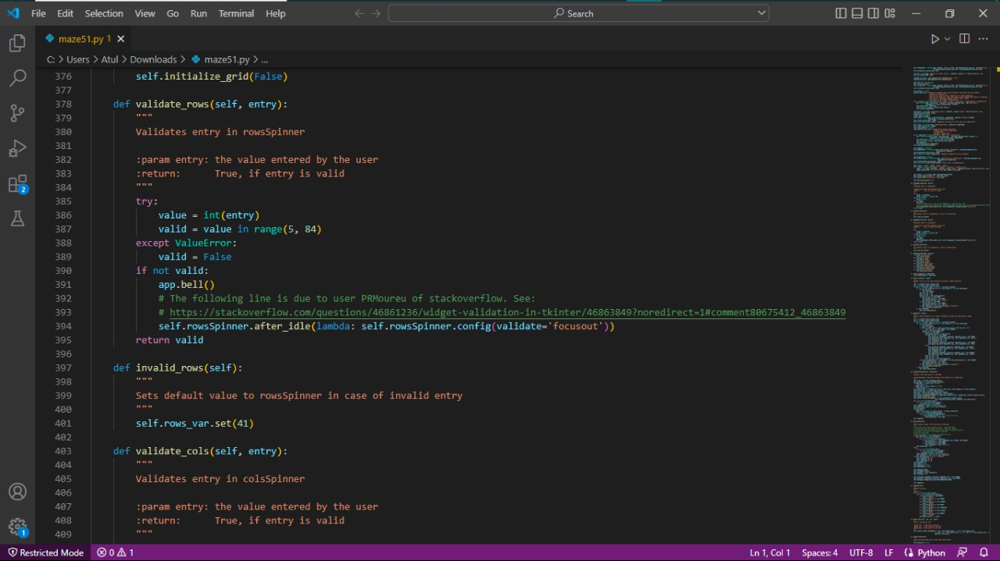 File Edit Selection View Go Run Terminal Help Search
maze51.py 1
C: > Users > Atul > Downloads > maze51.py > ...
376 self.initialize_grid(False)
377
378 def validate_rows(self, entry):
379 """
380 Validates entry in rowsSpinner
381
382 :param entry: the value entered by the user
383 :return: True, if entry is valid
384 """
385 try:
386 value = int(entry)
387 valid = value in range(5, 84)
388 except ValueError:
389 valid = False
390 if not valid:
391 app.bell()
392 # The following line is due to user PRMoureu of stackoverflow. See:
393 # https://stackoverflow.com/questions/46861236/widget-validation-in-tkinter/46863849?noredirect=1#comment80675412_46863849
394 self.rowsSpinner.after_idle(lambda: self.rowsSpinner.config(validate='focusout'))
395 return valid
396
397 def invalid_rows(self):
398 """
399 Sets default value to rowsSpinner in case of invalid entry
400 """
401 self.rows_var.set(41)
402
403 def validate_cols(self, entry):
404 """
405 Validates entry in colsSpinner
406
407 :param entry: the value entered by the user
408 :return: True, if entry is valid
409 """
2
1
Restricted Mode 0 1 Ln 1, Col 1 Spaces: 4 UTF-8 LF Python